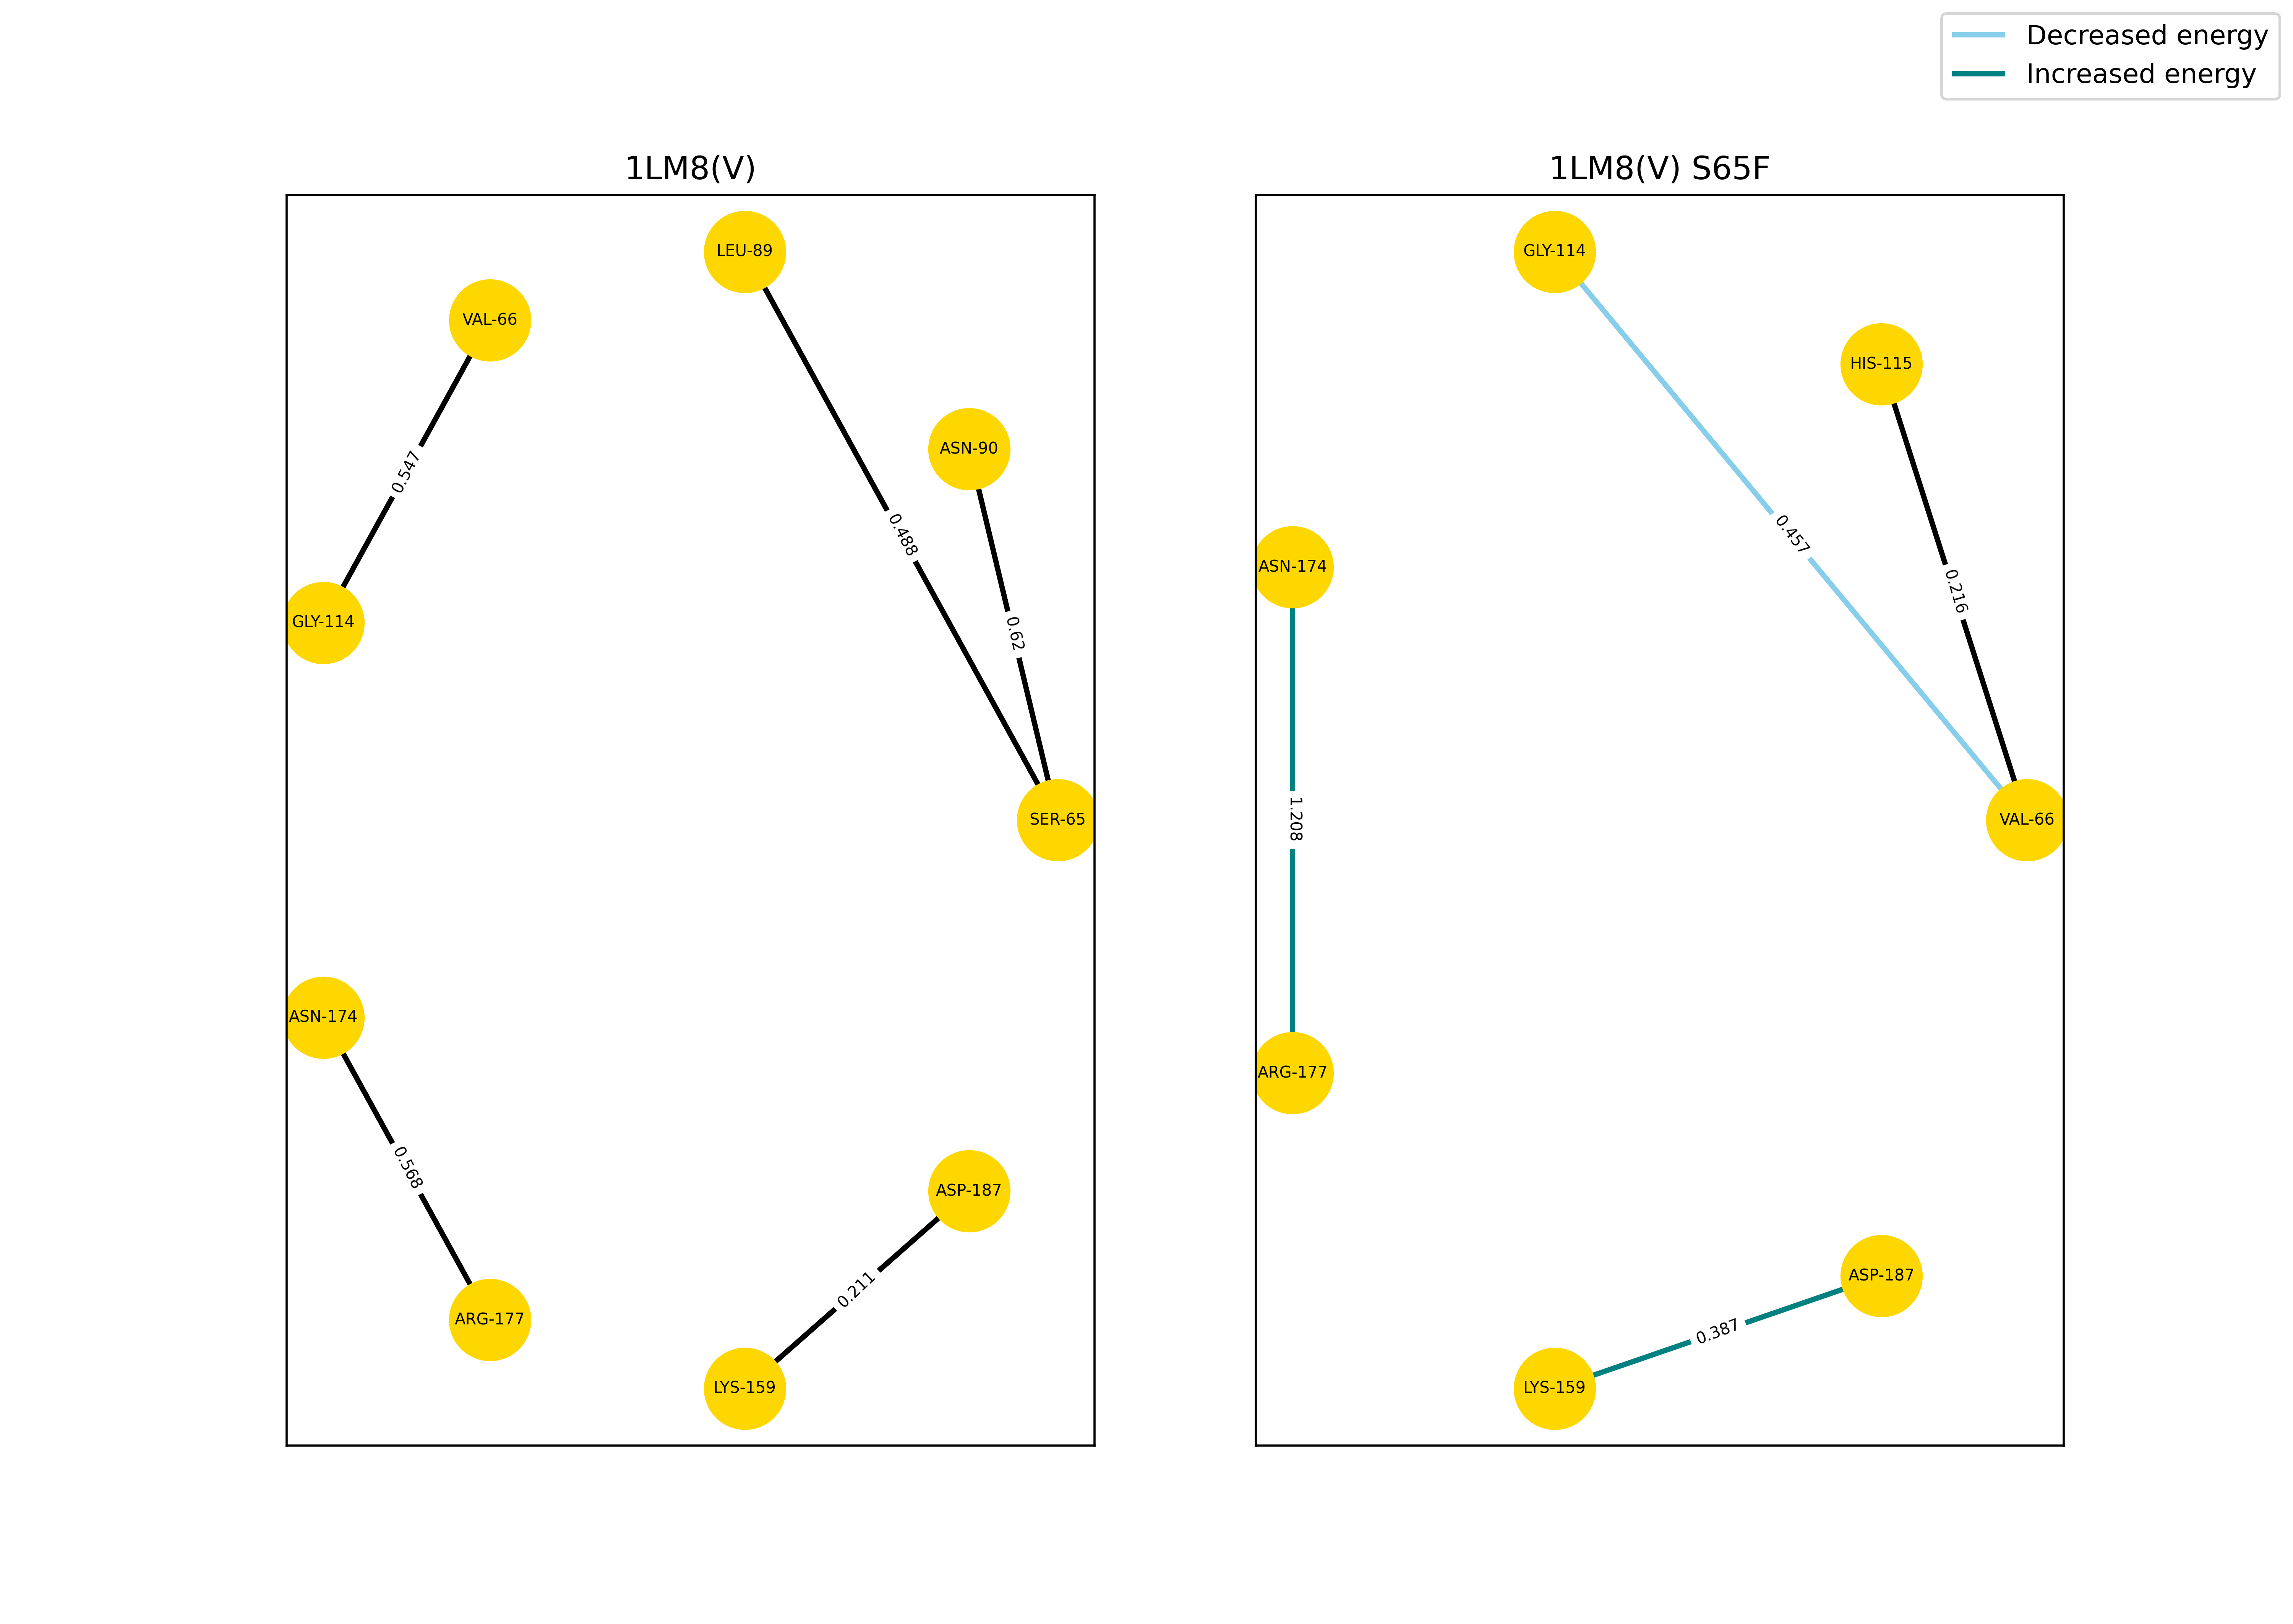 Decreased energy
Increased energy
1LM8(V)
LEU-89
VAL-66
ASN-90
0.547
0.488
GLY-114
0.62
SER-65
ASN-174
0.568
ASP-187
0.211
ARG-177
LYS-159
1LM8(V) S65F
GLY-114
HIS-115
0.457
ASN-174
0.216
1.208
VAL-66
ARG-177
ASP-187
0.387
LYS-159